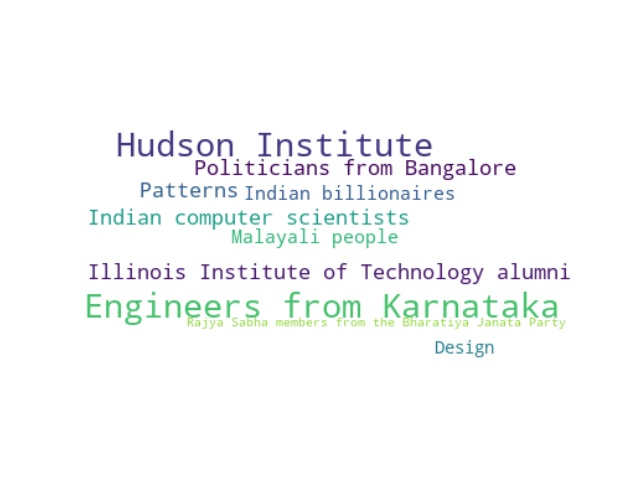 Hudson Institute
Politicians from Bangalore
Patterns
Indian billionaires
Indian computer scientists
Malayali people
Illinois Institute of Technology alumni
Engineers from Karnataka
Rajya Sabha members from the Bharatiya Janata Party
Design